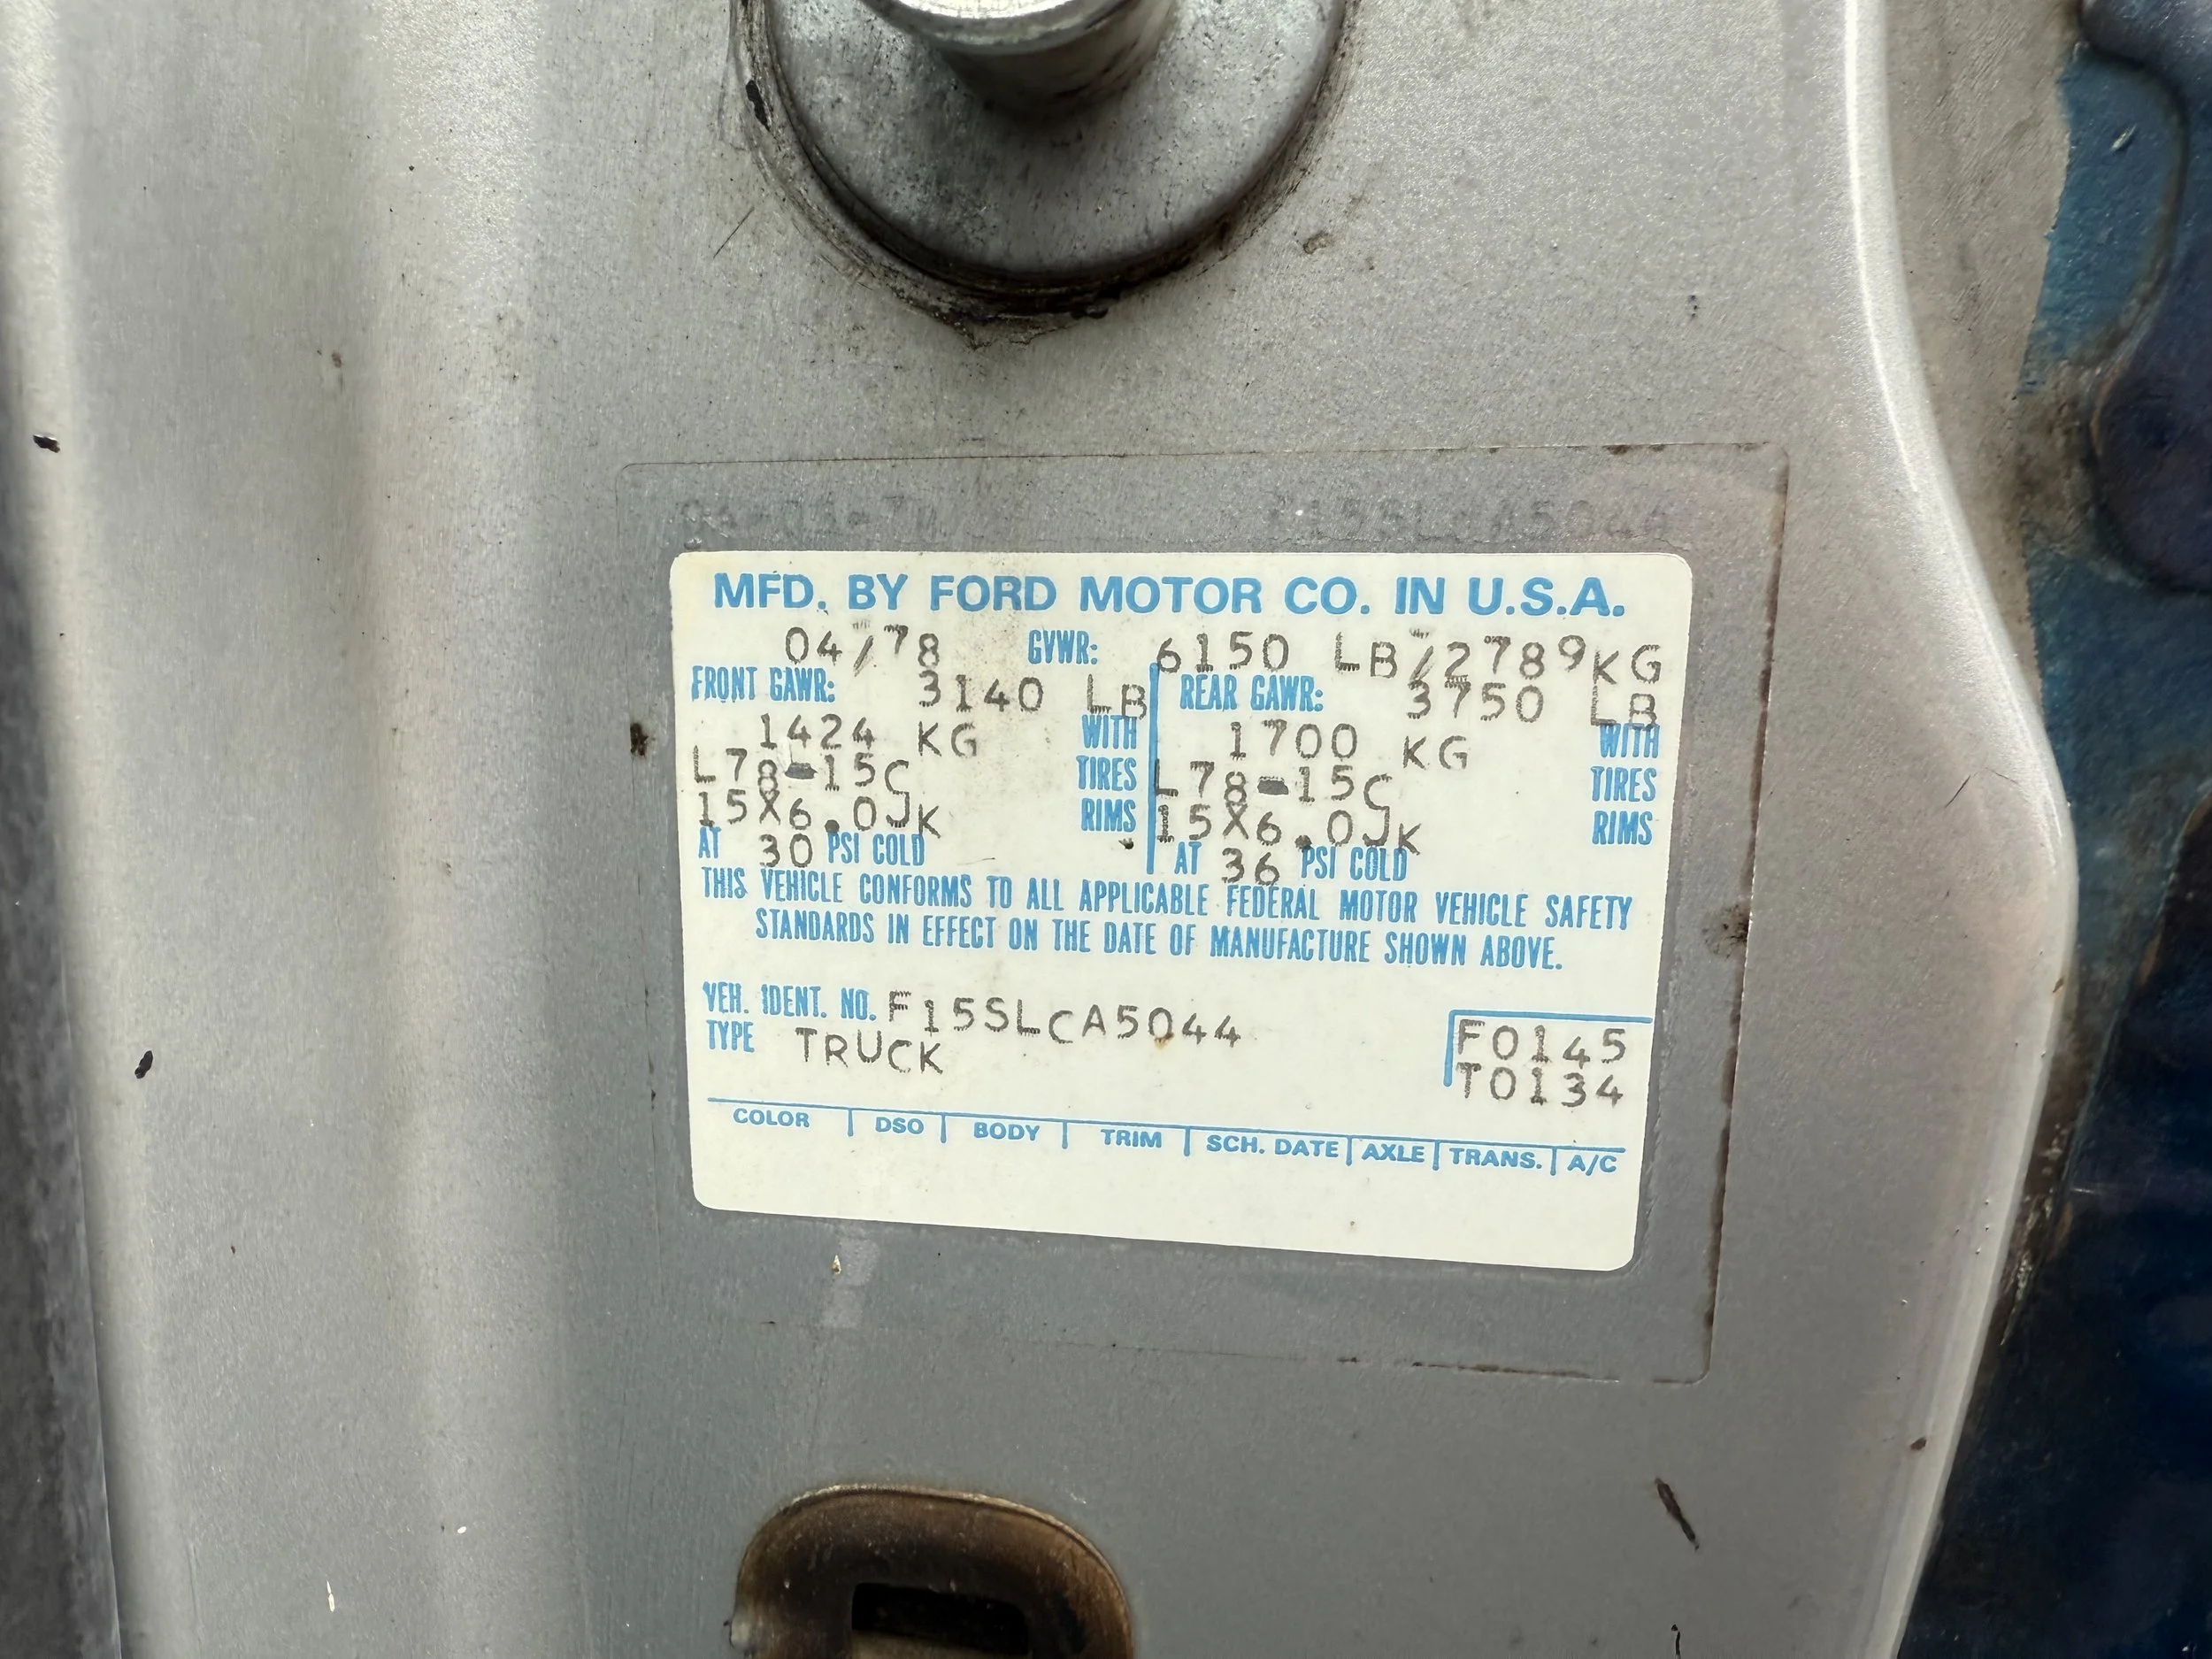 MFD. BY FORD MOTOR CO. IN U.S.A.
04/78 GVWR: 6150 LB/2789KG
FRONT GAWR: 3140 LB REAR GAWR: 3750 LB
1424 KG WITH 1700 KG WITH
L78-15C TIRES L78-15C TIRES
15X6.0JK RIMS 15X6.0JK RIMS
AT 30 PSI COLD AT 36 PSI COLD
THIS VEHICLE CONFORMS TO ALL APPLICABLE FEDERAL MOTOR VEHICLE SAFETY
STANDARDS IN EFFECT ON THE DATE OF MANUFACTURE SHOWN ABOVE.
VEH. IDENT. NO. F15SLCA5044
TYPE TRUCK F0145
T0134
COLOR DSO BODY TRIM SCH. DATE AXLE TRANS. A/C